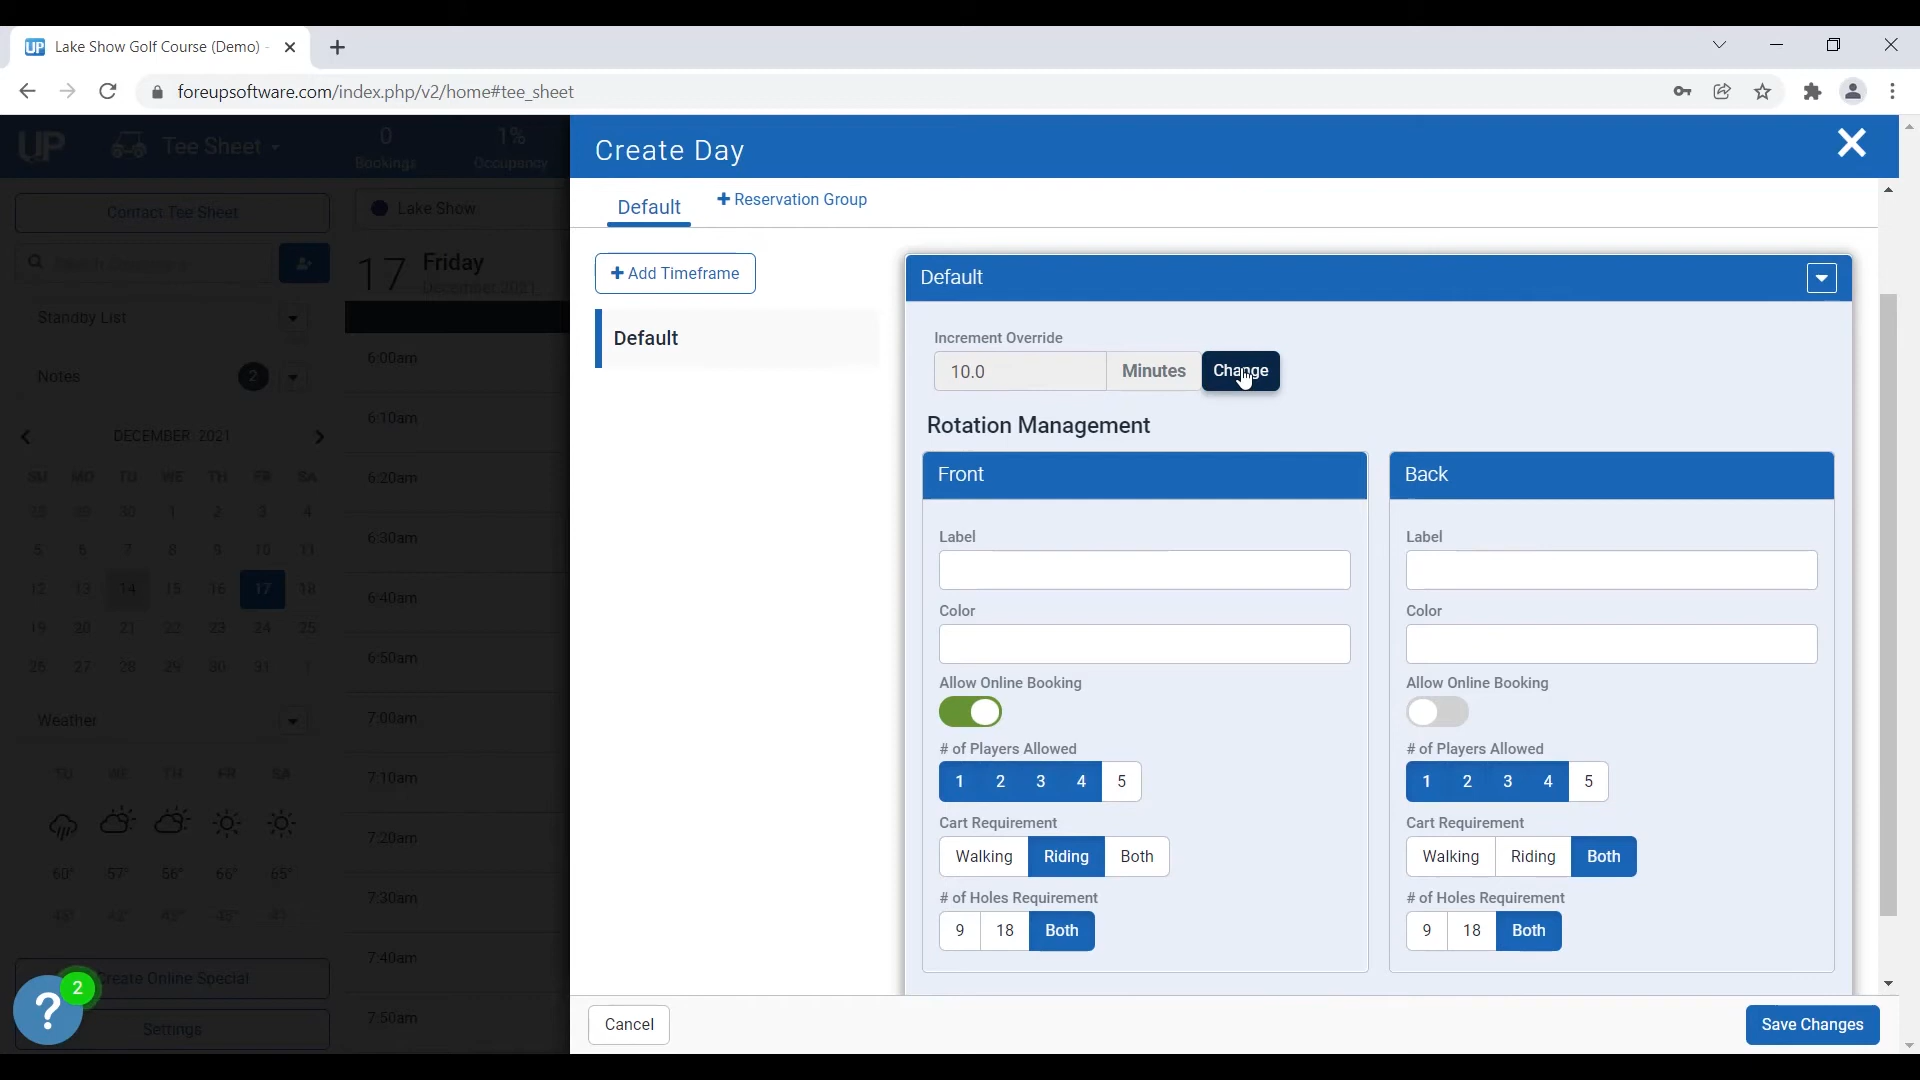 Lake Show Golf Course (Demo) -
foreupsoftware.com/index.php/v2/home#tee_sheet
UP
Tee Sheet
0
Bookings
1%
Occupancy
Create Day
Contact Tee Sheet
Lake Show
Default
+ Reservation Group
17
Friday
December 2021
+ Add Timeframe
Default
Default
Standby List
Notes
2
Increment Override
10.0
Minutes
Change
Rotation Management
Front
Back
Label
Label
Color
Color
Allow Online Booking
Allow Online Booking
# of Players Allowed
# of Players Allowed
1 2 3 4 5
1 2 3 4 5
Cart Requirement
Cart Requirement
Walking Riding Both
Walking Riding Both
# of Holes Requirement
# of Holes Requirement
9 18 Both
9 18 Both
DECEMBER 2021
SU MO TU WE TH FR SA
28 29 30 1 2 3 4
5 6 7 8 9 10 11
12 13 14 15 16 17 18
19 20 21 22 23 24 25
26 27 28 29 30 31 1
Weather
TU WE TH FR SA
60° 57° 56° 66° 65°
6:00am
6:10am
6:20am
6:30am
6:40am
6:50am
7:00am
7:10am
7:20am
7:30am
7:40am
7:50am
Create Online Special
2
?
Settings
Cancel
Save Changes